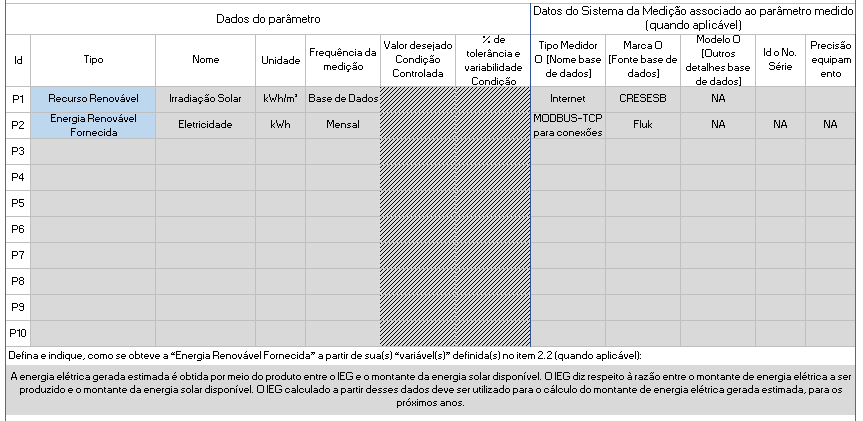 Dados do parâmetro
Datos do Sistema da Medição associado ao parâmetro medido
(quando aplicável)
Id
Tipo
Nome
Unidade
Frequência da
medição
Valor desejado
Condição
Controlada
% de
tolerância e
variabilidade
Condição
Tipo Medidor
O [Nome base
de dados]
Marca O
[Fonte base de
dados]
Modelo O
[Outros
detalhes base
de dados]
Id o No.
Série
Precisão
equipam
ento
P1
Recurso Renovável
Irradiação Solar
kWh/m²
Base de Dados
Internet
CRESESB
NA
P2
Energia Renovável
Fornecida
Eletricidade
kWh
Mensal
MODBUS-TCP
para conexões
Fluk
NA
NA
NA
P3
P4
P5
P6
P7
P8
P9
P10
Defina e indique, como se obteve a “Energia Renovável Fornecida” a partir de sua(s) “variável(s)” definida(s) no item 2.2 (quando aplicável):
A energia elétrica gerada estimada é obtida por meio do produto entre o IEG e o montante da energia solar disponível. O IEG diz respeito à razão entre o montante de energia elétrica a ser
produzido e o montante da energia solar disponível. O IEG calculado a partir desses dados deve ser utilizado para o cálculo do montante de energia elétrica gerada estimada, para os
próximos anos.